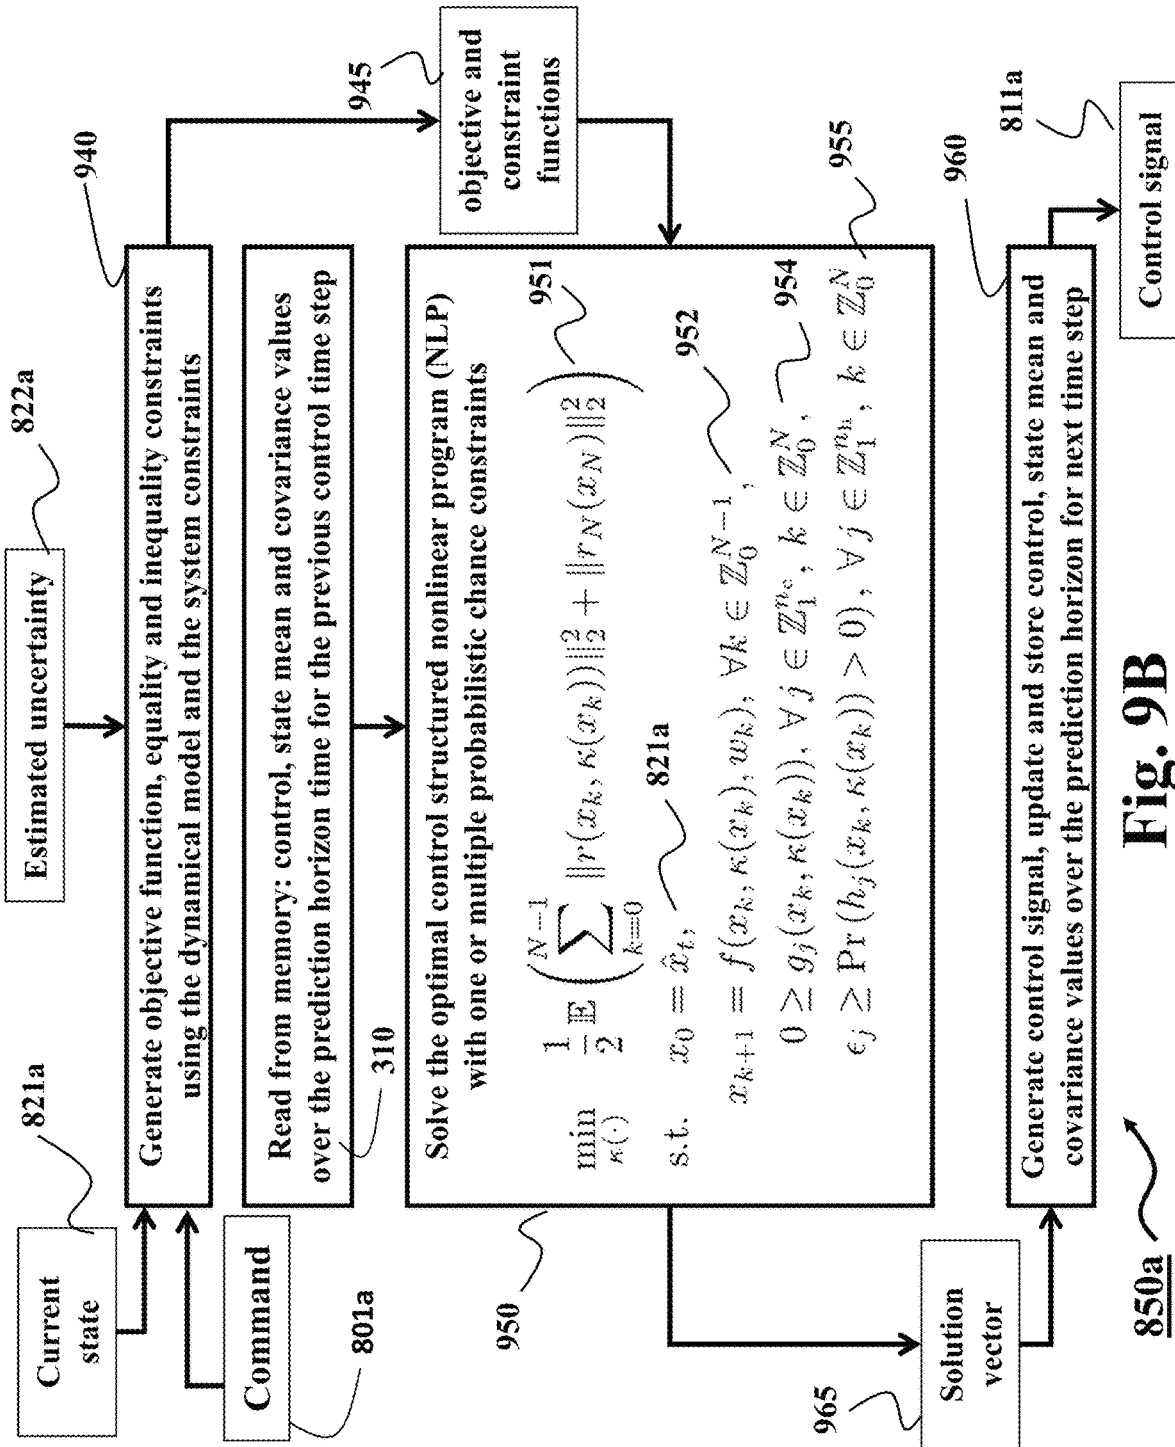 Estimated uncertainty
822a
Current
state
821a
Command
801a
940
Generate objective function, equality and inequality constraints
using the dynamical model and the system constraints
Read from memory: control, state mean and covariance values
over the prediction horizon time for the previous control time step
310
945
objective and
constraint
functions
950
Solve the optimal control structured nonlinear program (NLP)
with one or multiple probabilistic chance constraints
min_{κ(·)} 1/2 𝔼 ( ∑_{k=0}^{N−1} ‖r(x_k, κ(x_k))‖_2^2 + ‖r_N(x_N)‖_2^2 ) 951
s.t. x_0 = x̂_t, 821a
x_{k+1} = f(x_k, κ(x_k), w_k), ∀k ∈ ℤ_0^{N−1}, 952
0 ≥ g_j(x_k, κ(x_k)), ∀j ∈ ℤ_1^{n_c}, k ∈ ℤ_0^N, 954
ϵ_j ≥ Pr(h_j(x_k, κ(x_k)) > 0), ∀j ∈ ℤ_1^{n_h}, k ∈ ℤ_0^N 955
965
Solution
vector
960
Generate control signal, update and store control, state mean and
covariance values over the prediction horizon for next time step
Control signal
811a
850a
Fig. 9B